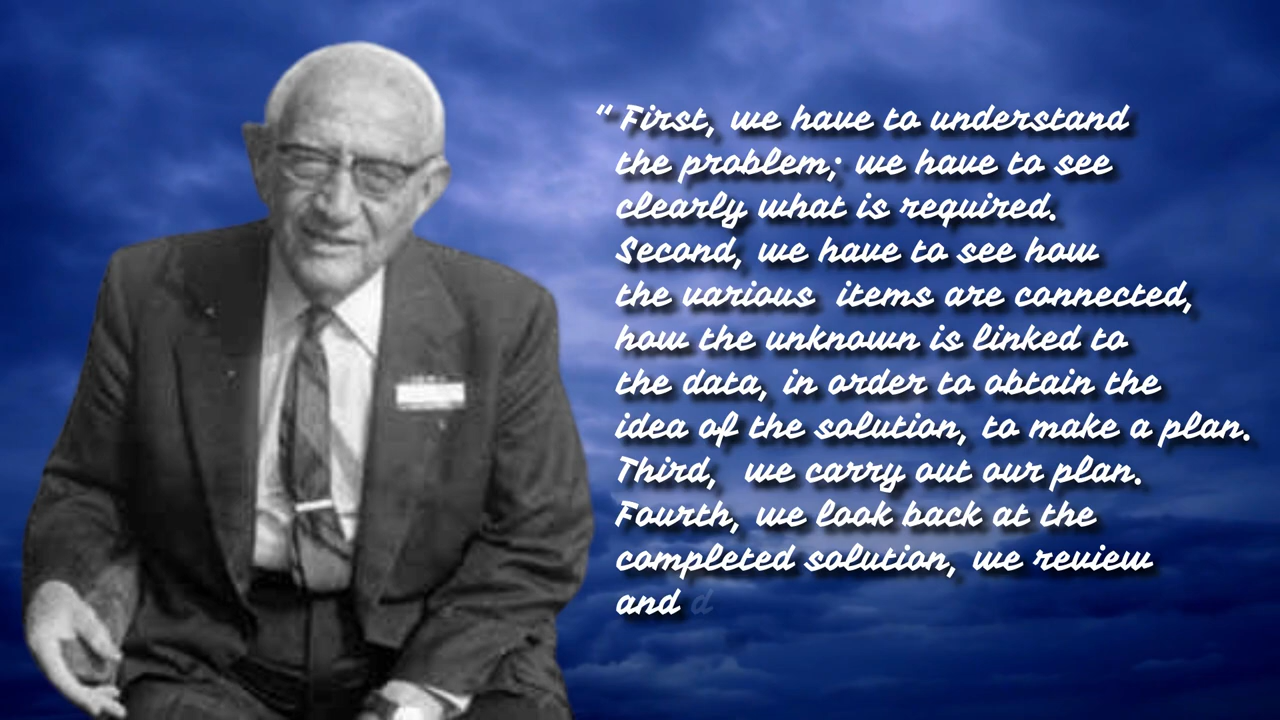 “ First, we have to understand
the problem; we have to see
clearly what is required.
Second, we have to see how
the various items are connected,
how the unknown is linked to
the data, in order to obtain the
idea of the solution, to make a plan.
Third, we carry out our plan.
Fourth, we look back at the
completed solution, we review
and d